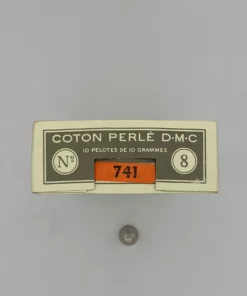 COTON PERLÉ D·M·C
10 PELOTES DE 10 GRAMMES
Nº 741 8